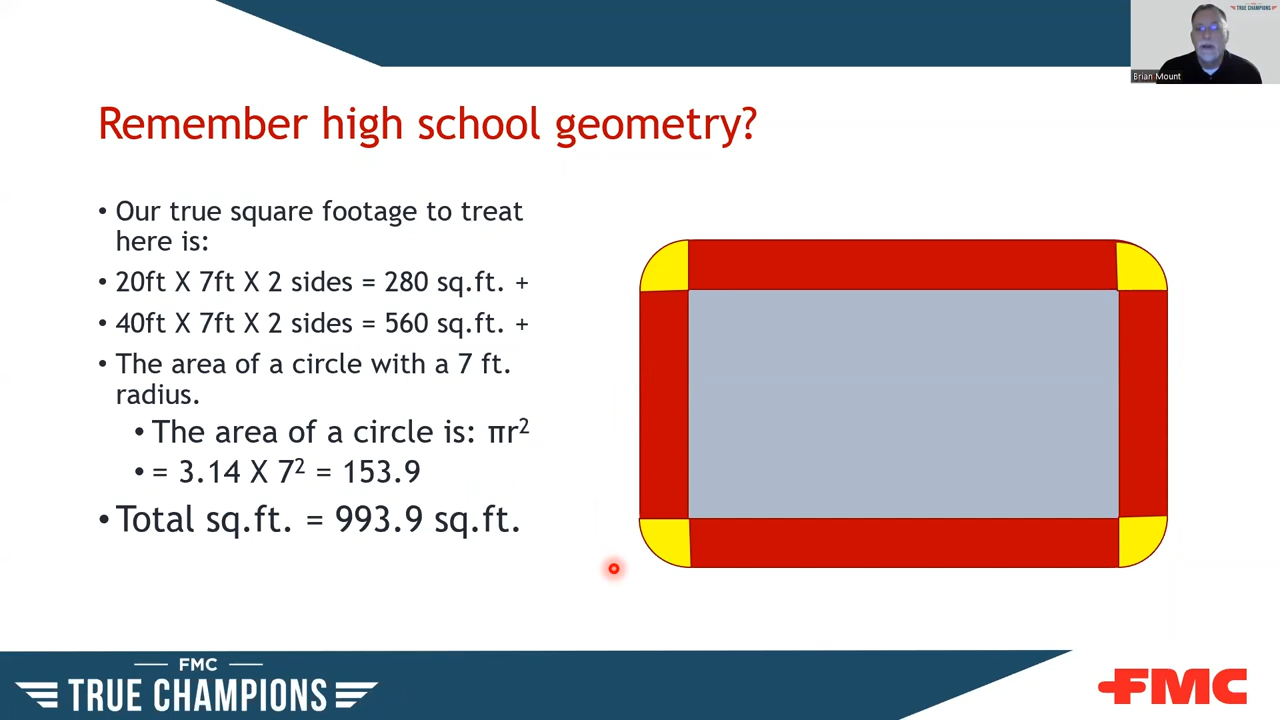 TRUE CHAMPIONS
Brian Mount
Remember high school geometry?
• Our true square footage to treat
here is:
• 20ft X 7ft X 2 sides = 280 sq.ft. +
• 40ft X 7ft X 2 sides = 560 sq.ft. +
• The area of a circle with a 7 ft.
radius.
• The area of a circle is: πr²
• = 3.14 X 7² = 153.9
• Total sq.ft. = 993.9 sq.ft.
FMC
TRUE CHAMPIONS
FMC